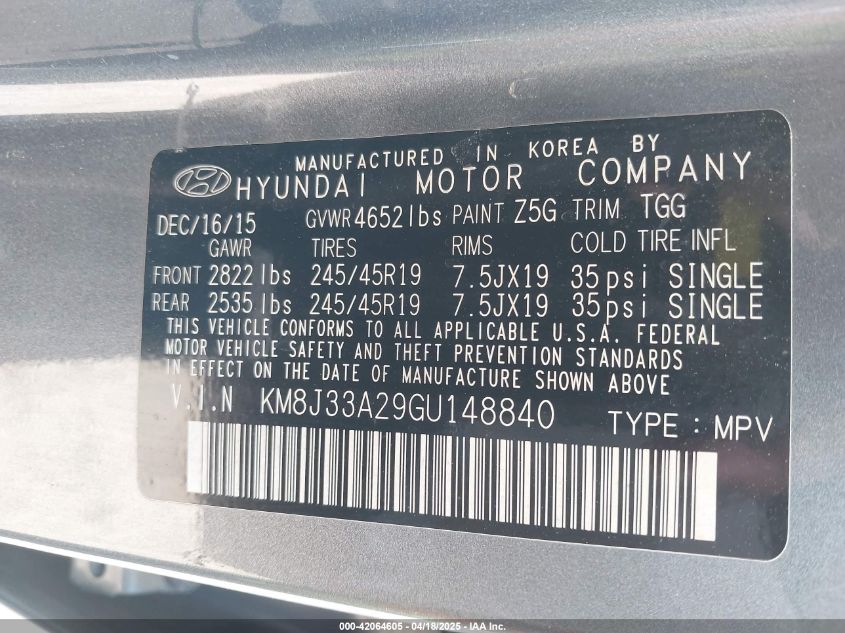 MANUFACTURED IN KOREA BY
HYUNDAI MOTOR COMPANY
DEC/16/15 GVWR 4652 lbs PAINT Z5G TRIM TGG
GAWR TIRES RIMS COLD TIRE INFL
FRONT 2822 lbs 245/45R19 7.5JX19 35psi SINGLE
REAR 2535 lbs 245/45R19 7.5JX19 35psi SINGLE
THIS VEHICLE CONFORMS TO ALL APPLICABLE U.S.A. FEDERAL
MOTOR VEHICLE SAFETY AND THEFT PREVENTION STANDARDS
IN EFFECT ON THE DATE OF MANUFACTURE SHOWN ABOVE
V.I.N KM8J33A29GU148840 TYPE : MPV
000-42064605 - 04/18/2025 - IAA Inc.